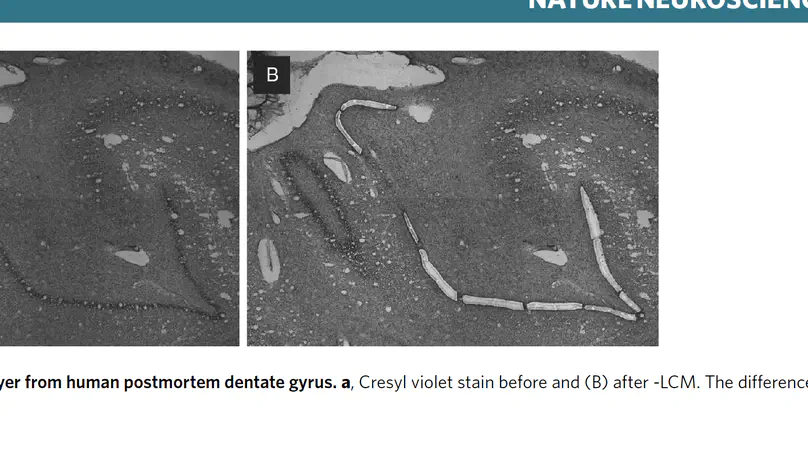 NATURE NEUROSCIENC
B
yer from human postmortem dentate gyrus. a, Cresyl violet stain before and (B) after -LCM. The difference